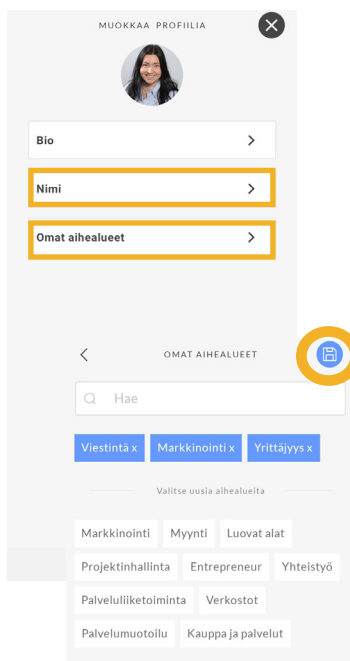 MUOKKAA PROFIILIA
Bio
Nimi
Omat aihealueet
OMAT AIHEALUEET
Hae
Viestintä x Markkinointi x Yrittäjyys x
Valitse uusia aihealueita
Markkinointi Myynti Luovat alat
Projektinhallinta Entrepreneur Yhteistyö
Palveluliiketoiminta Verkostot
Palvelumuotoilu Kauppa ja palvelut